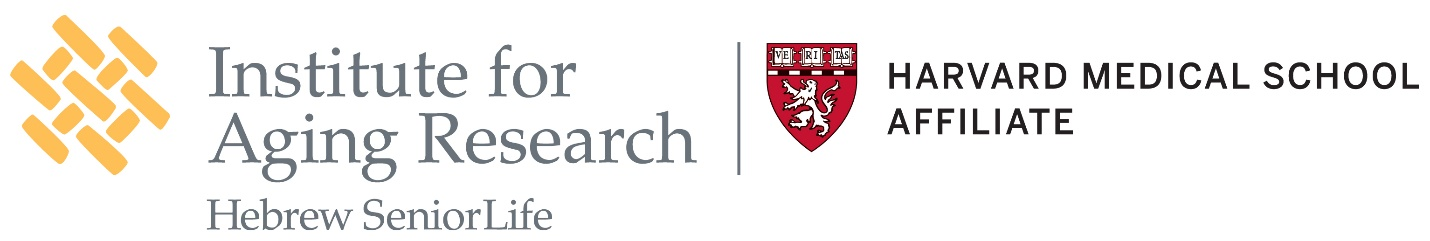 Institute for
Aging Research
Hebrew SeniorLife
VE RI TAS
HARVARD MEDICAL SCHOOL
AFFILIATE